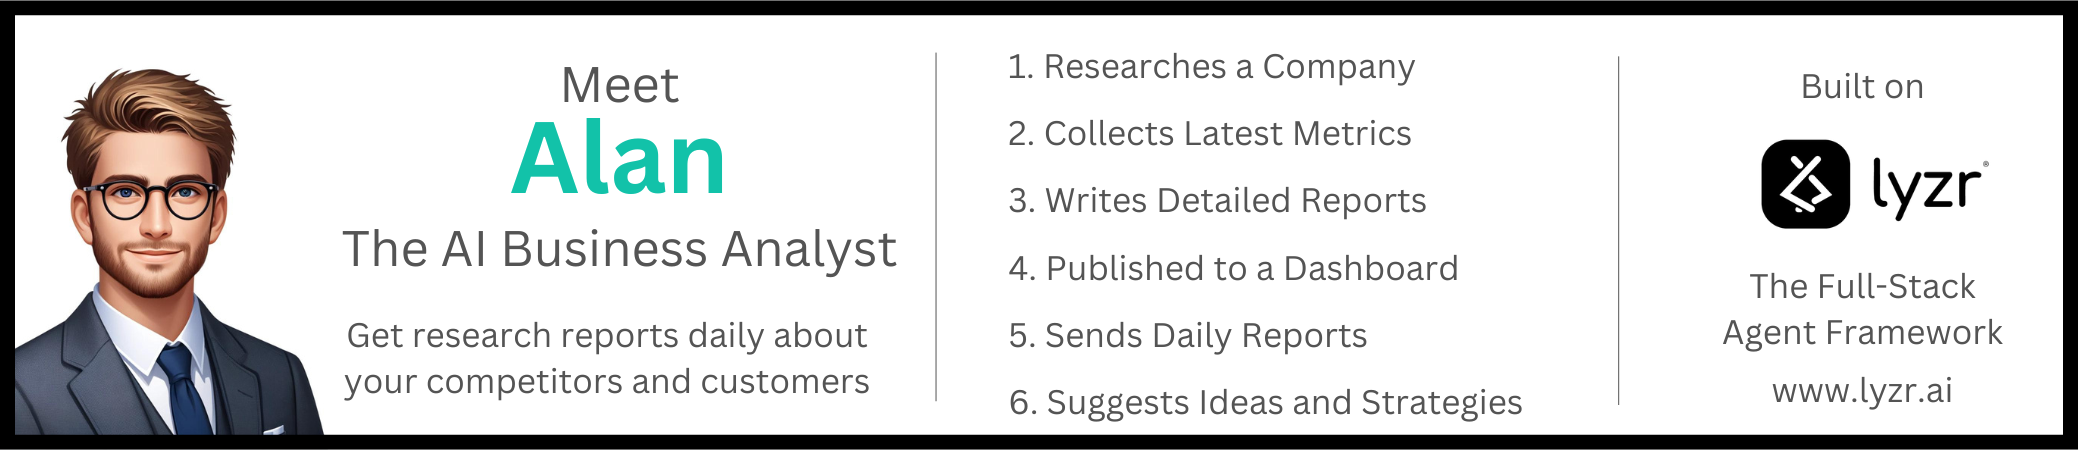 Meet
Alan
The AI Business Analyst
Get research reports daily about
your competitors and customers
1. Researches a Company
2. Collects Latest Metrics
3. Writes Detailed Reports
4. Published to a Dashboard
5. Sends Daily Reports
6. Suggests Ideas and Strategies
Built on
lyzr®
The Full-Stack
Agent Framework
www.lyzr.ai